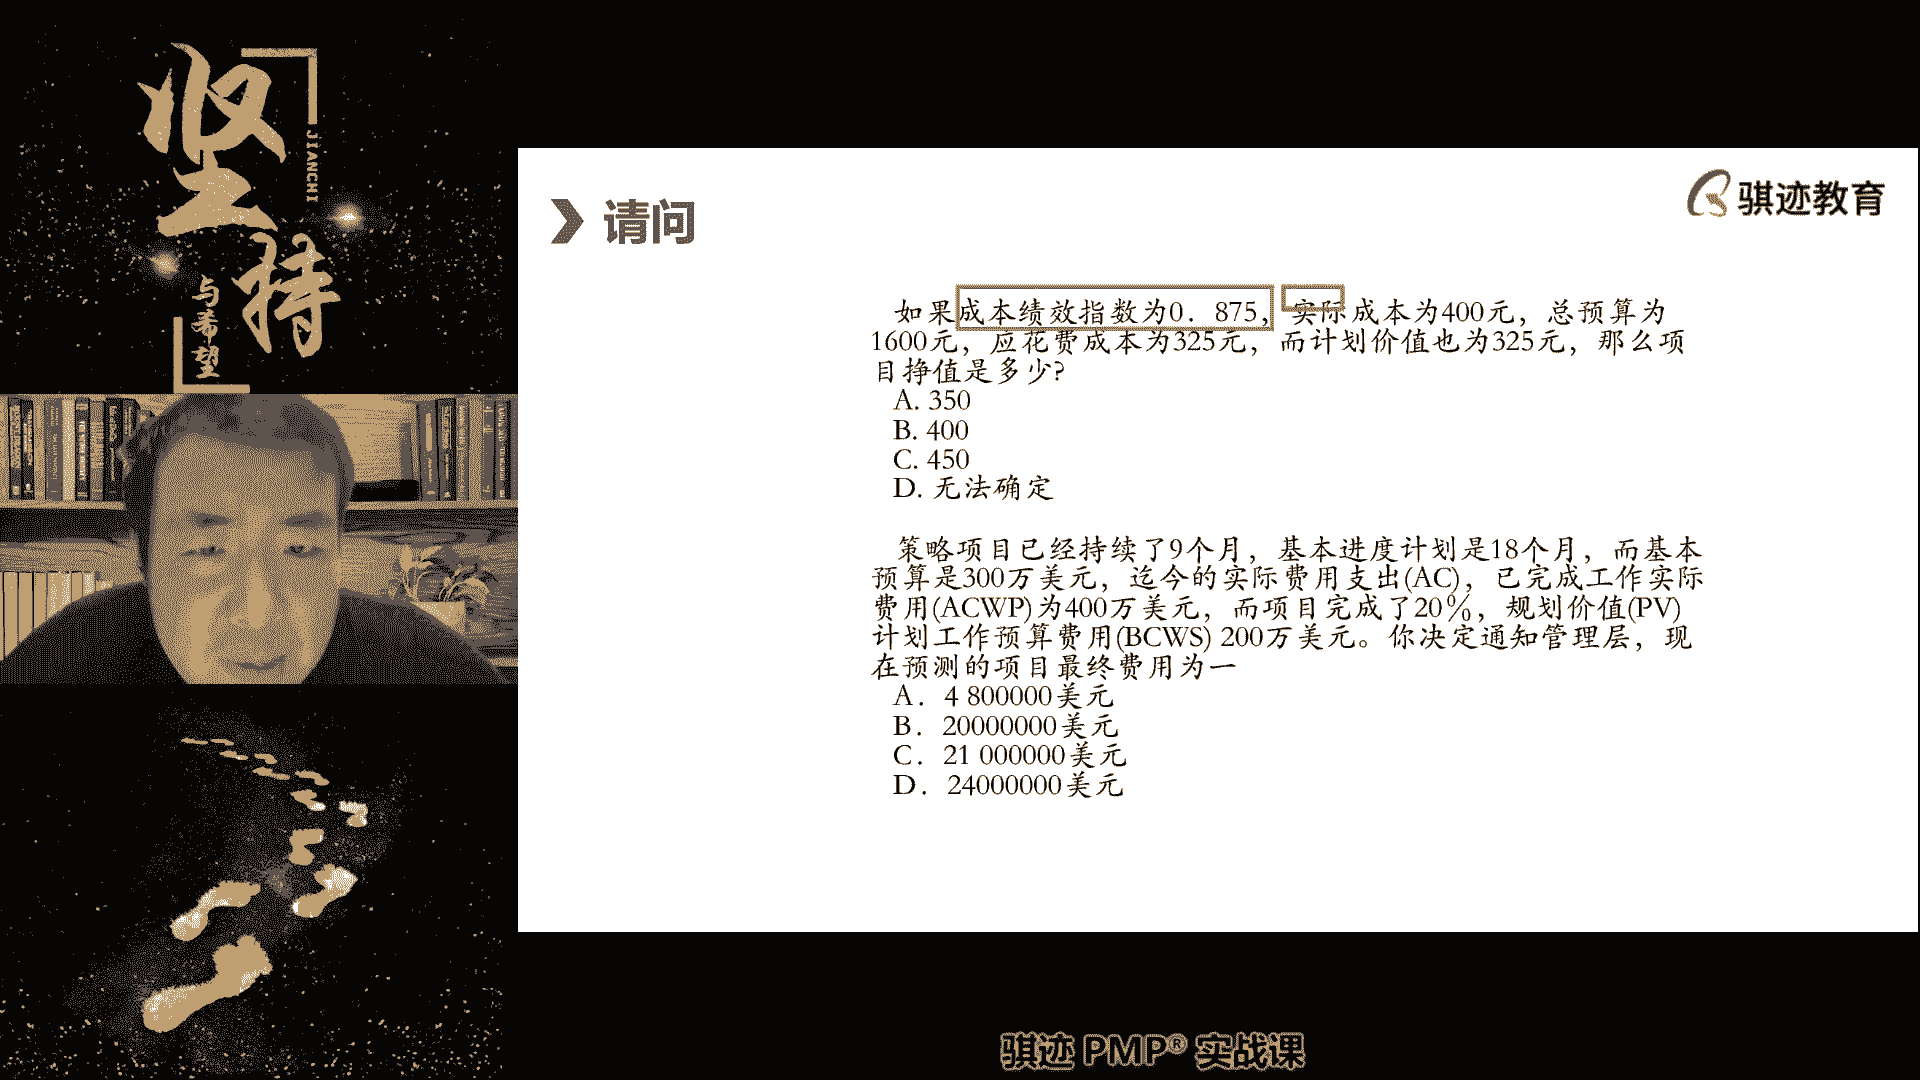 坚持
JIANCHI
与希望
请问
骐迹教育
如果成本绩效指数为0．875，实际成本为400元，总预算为
1600元，应花费成本为325元，而计划价值也为325元，那么项
目挣值是多少?
A. 350
B. 400
C. 450
D. 无法确定
策略项目已经持续了9个月，基本进度计划是18个月，而基本
预算是300万美元，迄今的实际费用支出(AC)，已完成工作实际
费用(ACWP)为400万美元，而项目完成了20％，规划价值(PV)
计划工作预算费用(BCWS) 200万美元。你决定通知管理层，现
在预测的项目最终费用为一
A．4 800000美元
B．20000000美元
C．21 000000美元
D．24000000美元
骐迹 PMP® 实战课